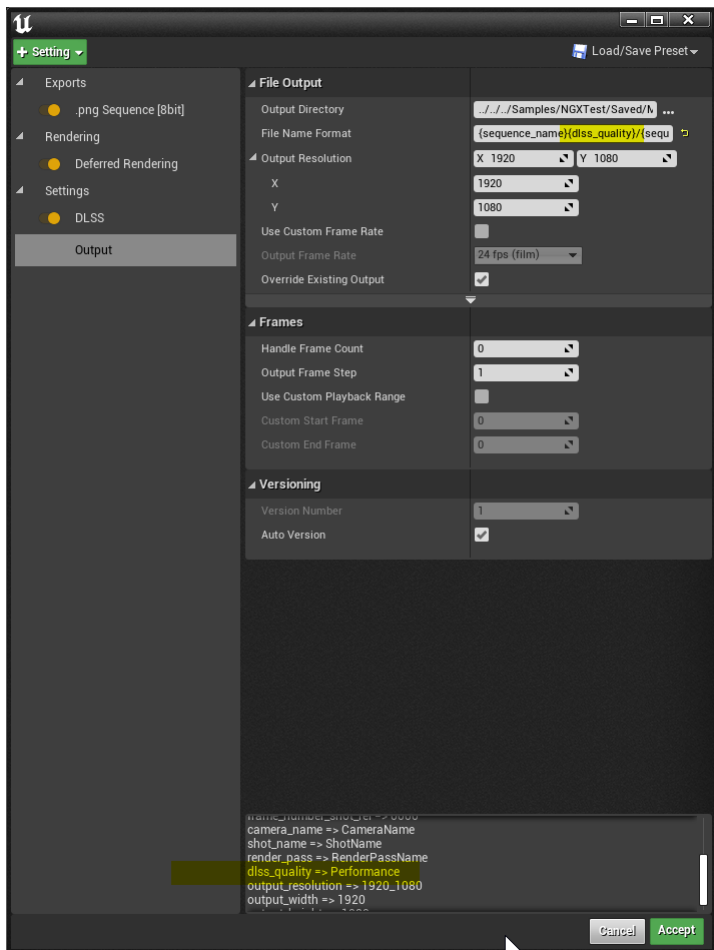 + Setting
Load/Save Preset
Exports
.png Sequence [8bit]
Rendering
Deferred Rendering
Settings
DLSS
Output
File Output
Output Directory ../../../Samples/NGXTest/Saved/M ...
File Name Format {sequence_name}{dlss_quality}/{sequ
Output Resolution X 1920 Y 1080
X 1920
Y 1080
Use Custom Frame Rate
Output Frame Rate 24 fps (film)
Override Existing Output
Frames
Handle Frame Count 0
Output Frame Step 1
Use Custom Playback Range
Custom Start Frame 0
Custom End Frame 0
Versioning
Version Number 1
Auto Version
frame_number_shot_rel => 0000
camera_name => CameraName
shot_name => ShotName
render_pass => RenderPassName
dlss_quality => Performance
output_resolution => 1920_1080
output_width => 1920
Cancel Accept